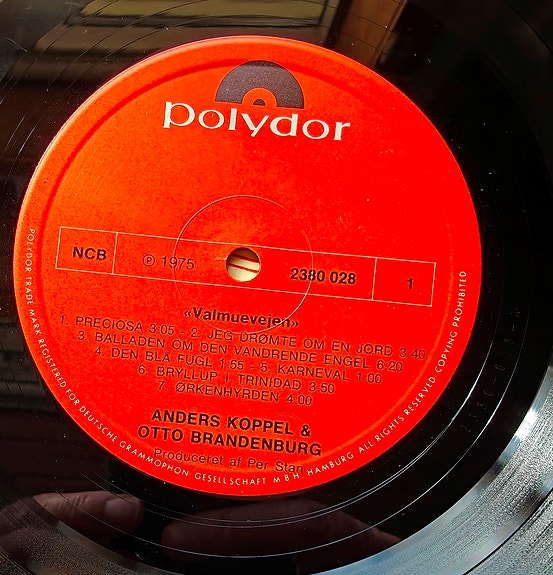 polydor
NCB ℗ 1975 2380 028 1
«Valmuevejen»
1. PRECIOSA 3.05 - 2. JEG DRØMTE OM EN JORD 3.40
3. BALLADEN OM DEN VANDRENDE ENGEL 6.20
4. DEN BLÅ FUGL 1.55 - 5. KARNEVAL 1.00
6. BRYLLUP I TRINIDAD 3.50
7. ØRKENHYRDEN 4.00
ANDERS KOPPEL &
OTTO BRANDENBURG
Produceret af Per Stan
POLYDOR TRADEMARK REGISTERED FOR DEUTSCHE GRAMMOPHON GESELLSCHAFT M B H. HAMBURG ALL RIGHTS RESERVED COPYING PROHIBITED